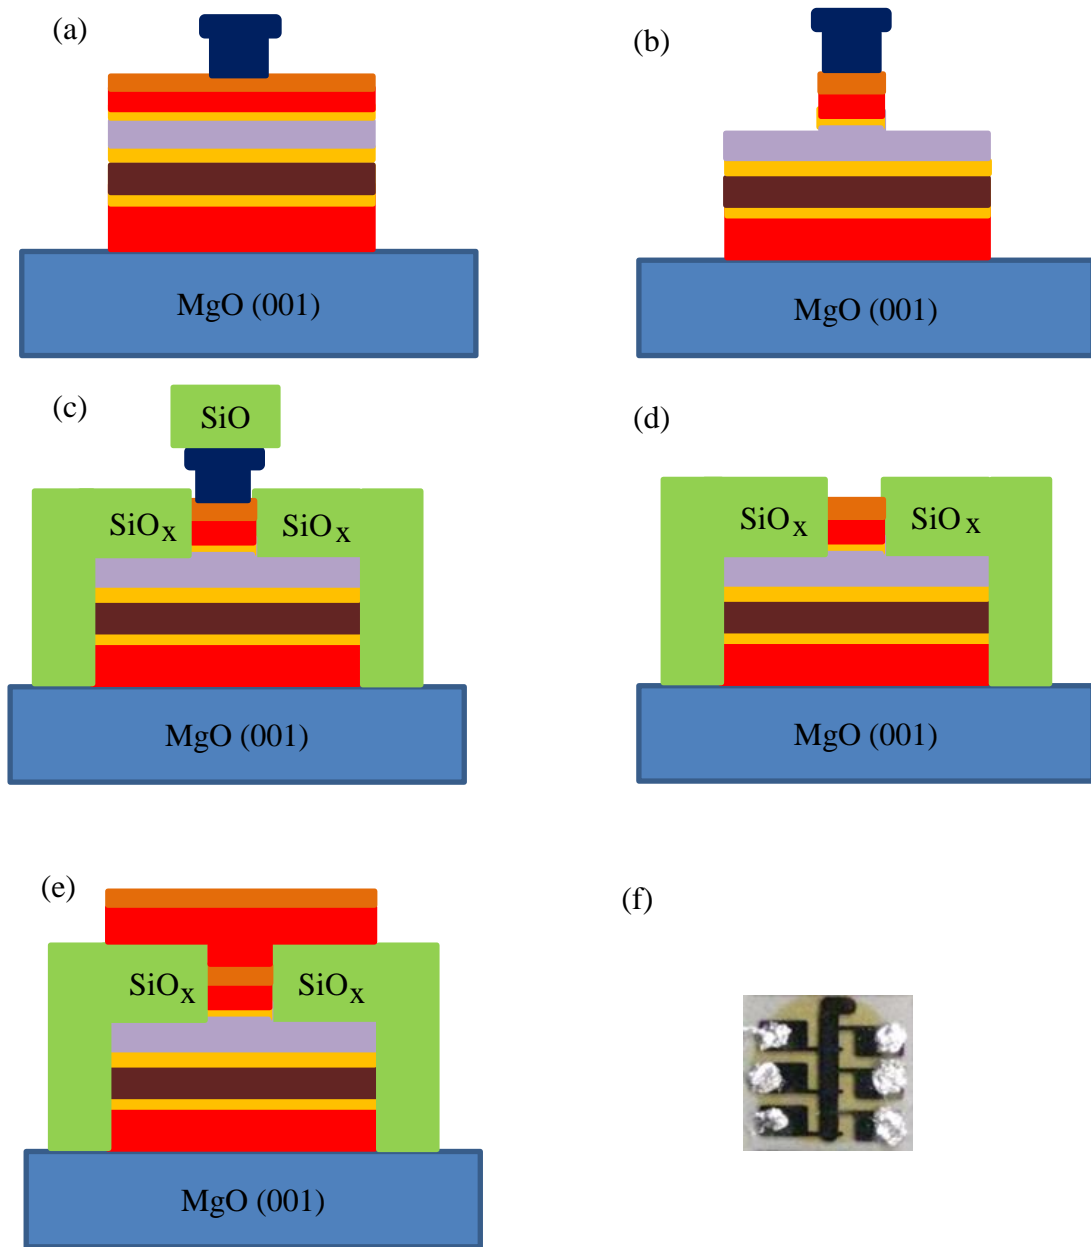 (a)
MgO (001)
(b)
MgO (001)
(c)
SiO
SiOx SiOx
MgO (001)
(d)
SiOx SiOx
MgO (001)
(e)
SiOx SiOx
MgO (001)
(f)